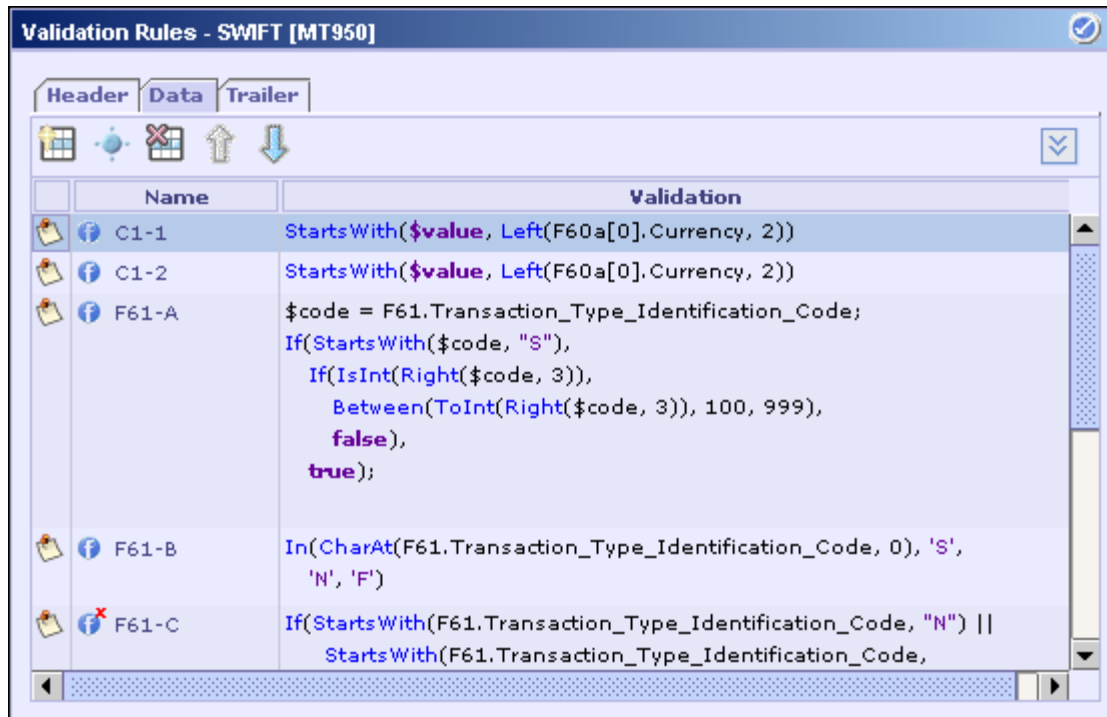 Validation Rules - SWIFT [MT950]
Header Data Trailer
Name Validation
C1-1 StartsWith($value, Left(F60a[0].Currency, 2))
C1-2 StartsWith($value, Left(F60a[0].Currency, 2))
F61-A $code = F61.Transaction_Type_Identification_Code;
If(StartsWith($code, "S"),
If(IsInt(Right($code, 3)),
Between(ToInt(Right($code, 3)), 100, 999),
false),
true);
F61-B In(CharAt(F61.Transaction_Type_Identification_Code, 0), 'S',
'N', 'F')
F61-C If(StartsWith(F61.Transaction_Type_Identification_Code, "N") ||
StartsWith(F61.Transaction_Type_Identification_Code,